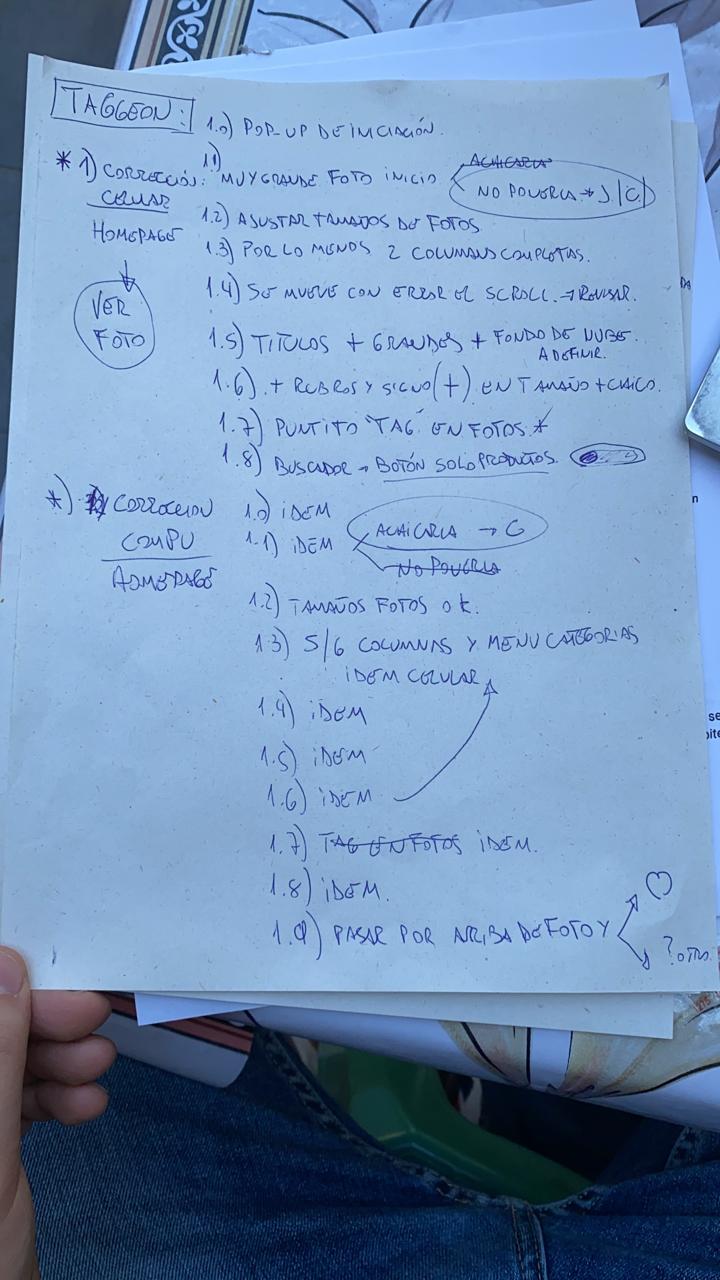 TAGGEON:
1.0) POP-UP DE INICIACIÓN.
* 1) CORRECCIÓN: CELULAR HOMEPAGE
↓
VER FOTO
1.1) MUY GRANDE FOTO INICIO
ACHICARLA
NO PONERLA → J/C
1.2) AJUSTAR TAMAÑOS DE FOTOS
1.3) POR LO MENOS 2 COLUMNAS COMPLETAS.
1.4) SE MUEVE CON ERROR EL SCROLL. → REVISAR.
1.5) TITULOS + GRANDES + FONDO DE NUBE.
A DEFINIR.
1.6) + RUBROS Y SIGNO (+) EN TAMAÑO + CHICO.
1.7) PUNTITO "TAG" EN FOTOS. *
1.8) BUSCADOR → BOTÓN SOLO PRODUCTOS.
*) CORRECCION
COMPU
HOMEPAGE
1.0) IDEM
1.1) IDEM
ACHICARLA → C
NO PONERLA
1.2) TAMAÑOS FOTOS OK.
1.3) 5/6 COLUMNAS Y MENU CATEGORIAS
IDEM CELULAR
1.4) IDEM
1.5) IDEM
1.6) IDEM
1.7) TAG EN FOTOS IDEM.
1.8) IDEM.
1.9) PASAR POR ARRIBA DE FOTO Y
♡
? OTRO.